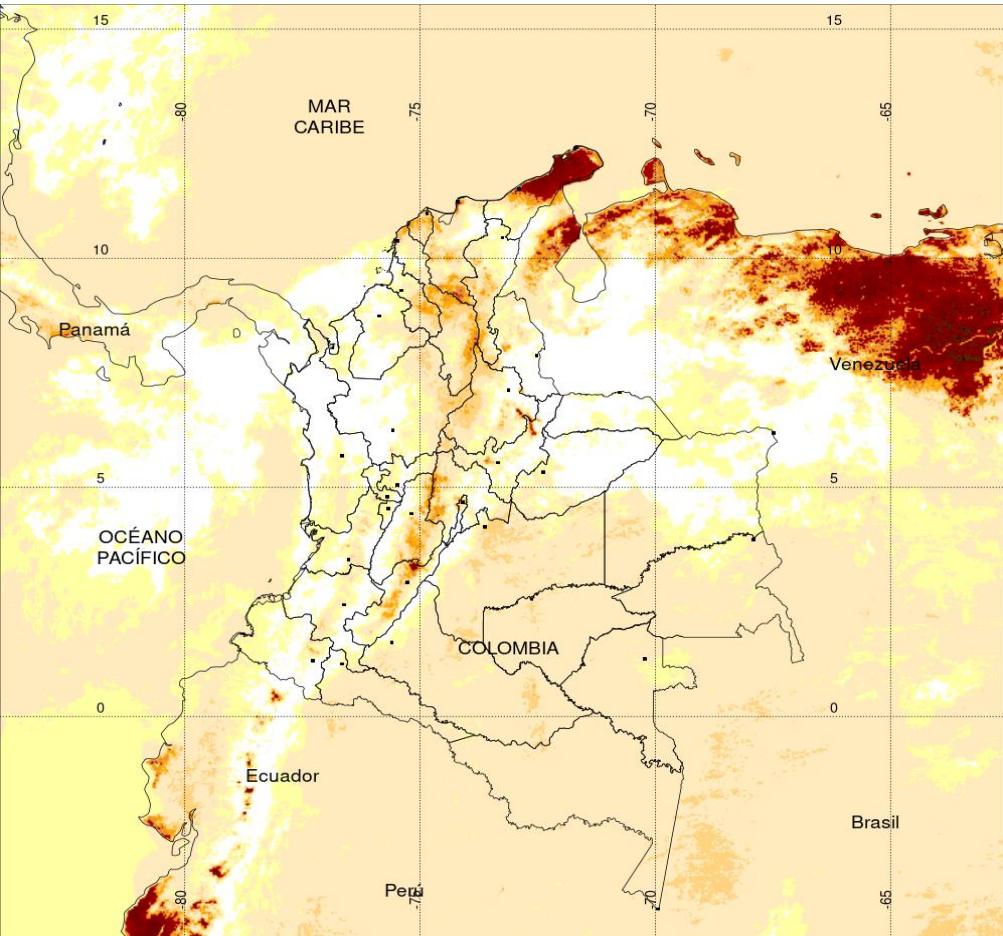 15
15
-80
-75
-70
-65
MAR
CARIBE
10
10
Panamá
Venezuela
5
5
OCÉANO
PACÍFICO
COLOMBIA
0
0
Ecuador
Brasil
Perú
-80
-75
-70
-65